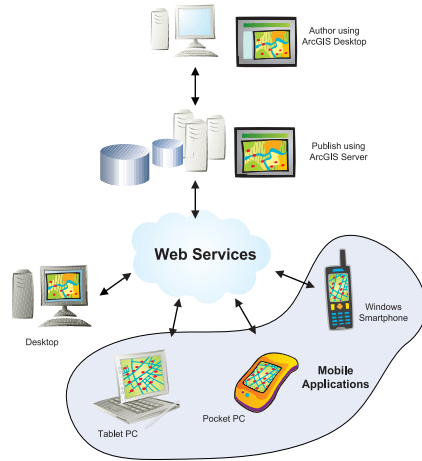 Author using
ArcGIS Desktop
Publish using
ArcGIS Server
Web Services
Desktop
Windows
Smartphone
Mobile
Applications
Pocket PC
Tablet PC